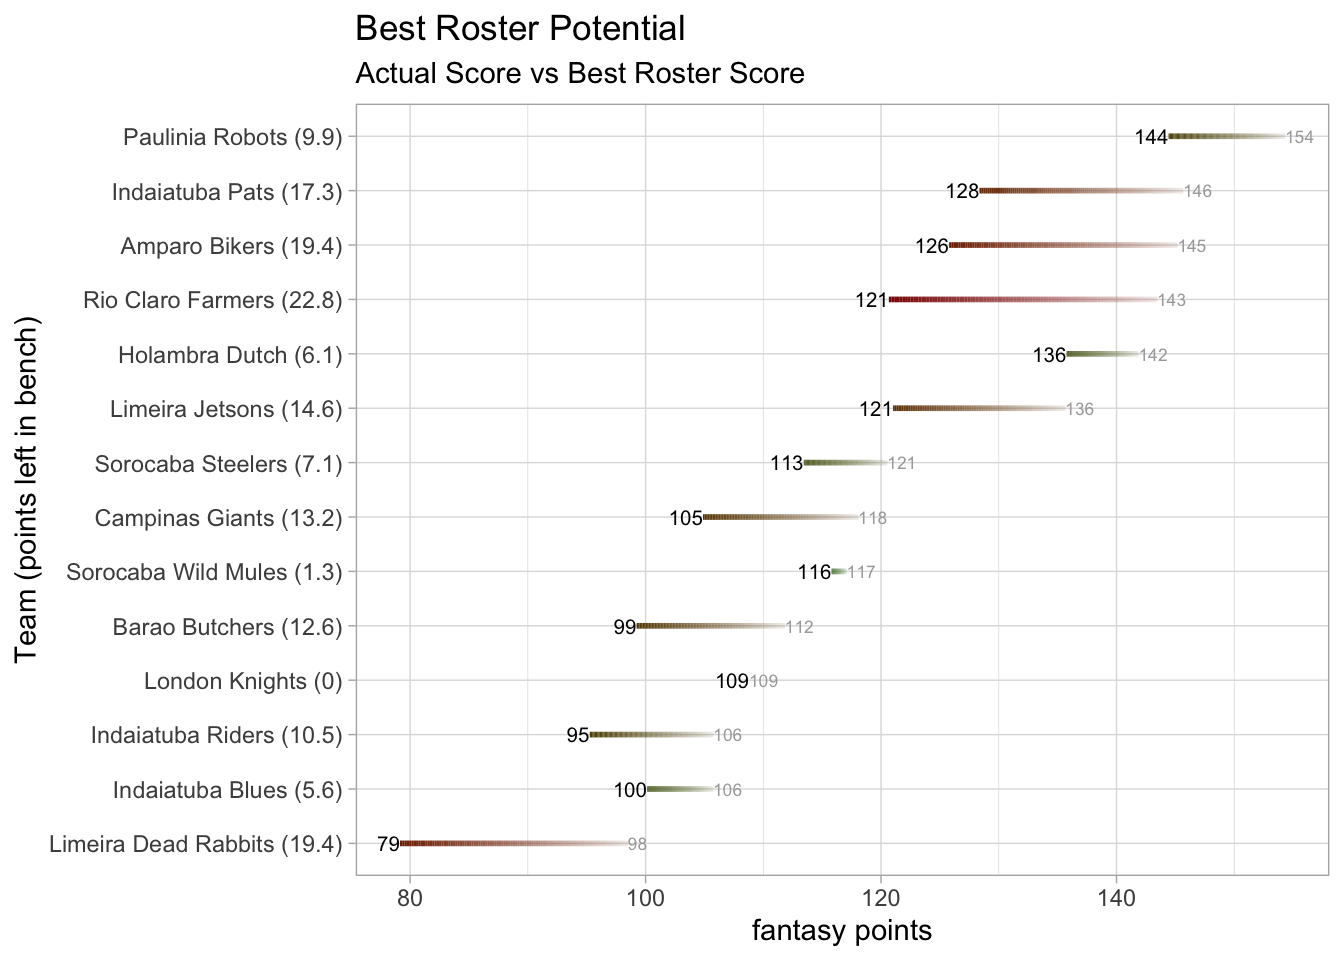 Best Roster Potential
Actual Score vs Best Roster Score
Team (points left in bench)
Paulinia Robots (9.9) 144 154
Indaiatuba Pats (17.3) 128 146
Amparo Bikers (19.4) 126 145
Rio Claro Farmers (22.8) 121 143
Holambra Dutch (6.1) 136 142
Limeira Jetsons (14.6) 121 136
Sorocaba Steelers (7.1) 113 121
Campinas Giants (13.2) 105 118
Sorocaba Wild Mules (1.3) 116 117
Barao Butchers (12.6) 99 112
London Knights (0) 109 109
Indaiatuba Riders (10.5) 95 106
Indaiatuba Blues (5.6) 100 106
Limeira Dead Rabbits (19.4) 79 98
80 100 120 140
fantasy points